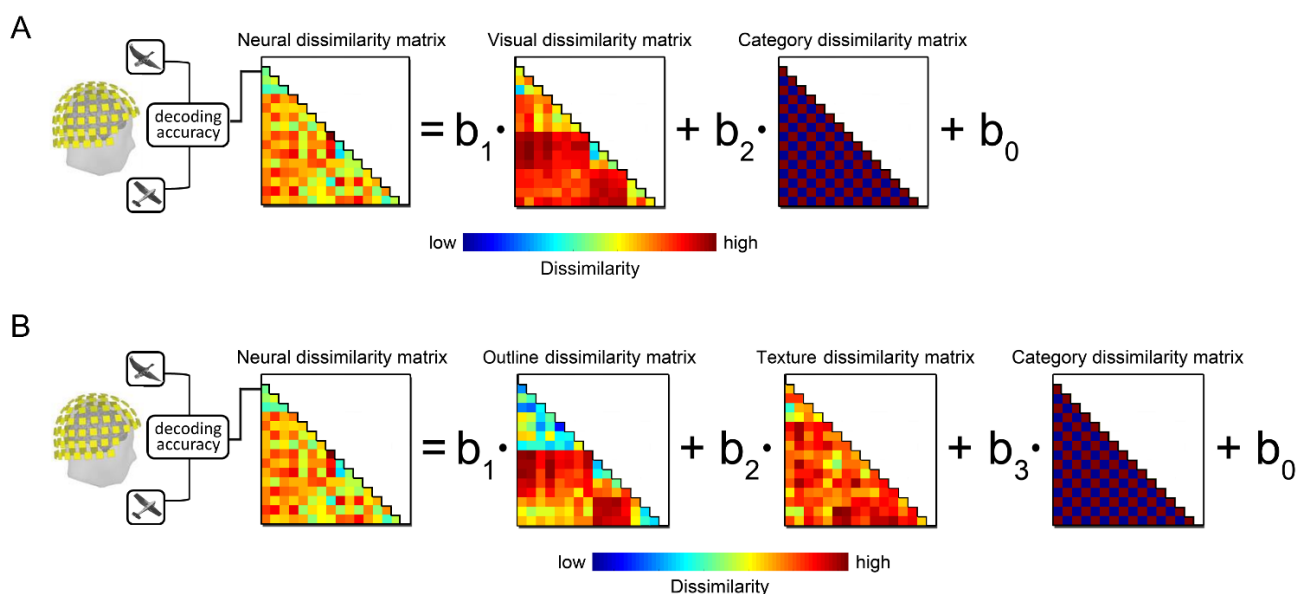 A
Neural dissimilarity matrix
Visual dissimilarity matrix
Category dissimilarity matrix
decoding
accuracy
= b1 · + b2 · + b0
low
high
Dissimilarity
B
Neural dissimilarity matrix
Outline dissimilarity matrix
Texture dissimilarity matrix
Category dissimilarity matrix
decoding
accuracy
= b1 · + b2 · + b3 · + b0
low
high
Dissimilarity